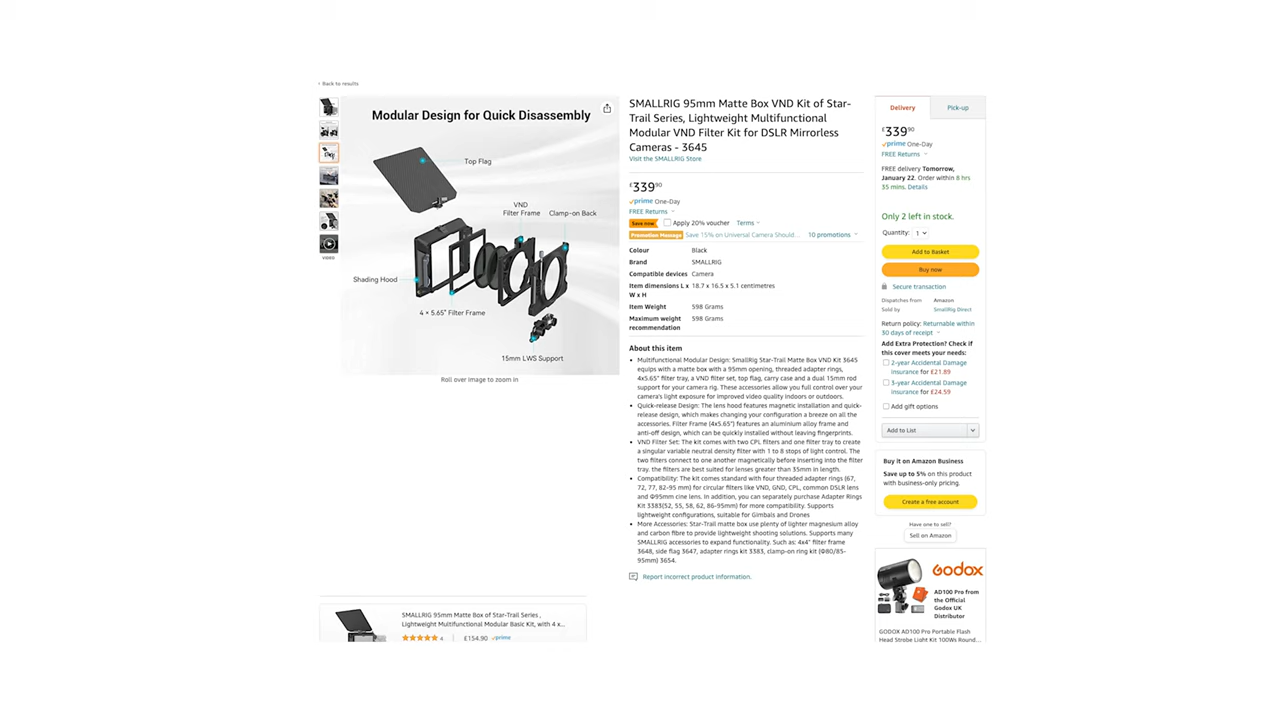 ‹ Back to results
Modular Design for Quick Disassembly
Top Flag
VND
Filter Frame
Clamp-on Back
Shading Hood
4 × 5.65" Filter Frame
15mm LWS Support
VIDEO
Roll over image to zoom in
SMALLRIG 95mm Matte Box VND Kit of Star-
Trail Series, Lightweight Multifunctional
Modular VND Filter Kit for DSLR Mirrorless
Cameras - 3645
Visit the SMALLRIG Store
£339.90
prime One-Day
FREE Returns
Save now Apply 20% voucher Terms
Promotion Message Save 15% on Universal Camera Should... 10 promotions
Colour Black
Brand SMALLRIG
Compatible devices Camera
Item dimensions L x 18.7 x 16.5 x 5.1 centimetres
W x H
Item Weight 598 Grams
Maximum weight 598 Grams
recommendation
About this item
• Multifunctional Modular Design: SmallRig Star-Trail Matte Box VND Kit 3645
equips with a matte box with a 95mm opening, threaded adapter rings,
4x5.65" filter tray, a VND filter set, top flag, carry case and a dual 15mm rod
support for your camera rig. These accessories allow you full control over your
camera's light exposure for improved video quality indoors or outdoors.
• Quick-release Design: The lens hood features magnetic installation and quick-
release design, which makes changing your configuration a breeze on all the
accessories. Filter Frame (4x5.65") features an aluminium alloy frame and
anti-off design, which can be quickly installed without leaving fingerprints.
• VND Filter Set: The kit comes with two CPL filters and one filter tray to create
a singular variable neutral density filter with 1 to 8 stops of light control. The
two filters connect to one another magnetically before inserting into the filter
tray. the filters are best suited for lenses greater than 35mm in length.
• Compatibility: The kit comes standard with four threaded adapter rings (67,
72, 77, 82-95 mm) for circular filters like VND, GND, CPL, common DSLR lens
and Φ95mm cine lens. In addition, you can separately purchase Adapter Rings
Kit 3383(52, 55, 58, 62, 86-95mm) for more compatibility. Supports
lightweight configurations, suitable for Gimbals and Drones
• More Accessories: Star-Trail matte box use plenty of lighter magnesium alloy
and carbon fibre to provide lightweight shooting solutions. Supports many
SMALLRIG accessories to expand functionality. Such as: 4x4" filter frame
3648, side flag 3647, adapter rings kit 3383, clamp-on ring kit (Φ80/85-
95mm) 3654.
Report incorrect product information.
SMALLRIG 95mm Matte Box of Star-Trail Series ,
Lightweight Multifunctional Modular Basic Kit, with 4 x...
4 £154.90 prime
Delivery Pick-up
£339.90
prime One-Day
FREE Returns
FREE delivery Tomorrow,
January 22. Order within 8 hrs
35 mins. Details
Only 2 left in stock.
Quantity: 1
Add to Basket
Buy now
Secure transaction
Dispatches from Amazon
Sold by SmallRig Direct
Return policy: Returnable within
30 days of receipt
Add Extra Protection? Check if
this cover meets your needs:
2-year Accidental Damage
insurance for £21.89
3-year Accidental Damage
insurance for £24.59
Add gift options
Add to List
Buy it on Amazon Business
Save up to 5% on this product
with business-only pricing.
Create a free account
Have one to sell?
Sell on Amazon
Godox
AD100 Pro from
the Official
Godox UK
Distributor
GODOX AD100 Pro Portable Flash
Head Strobe Light Kit 100Ws Round...